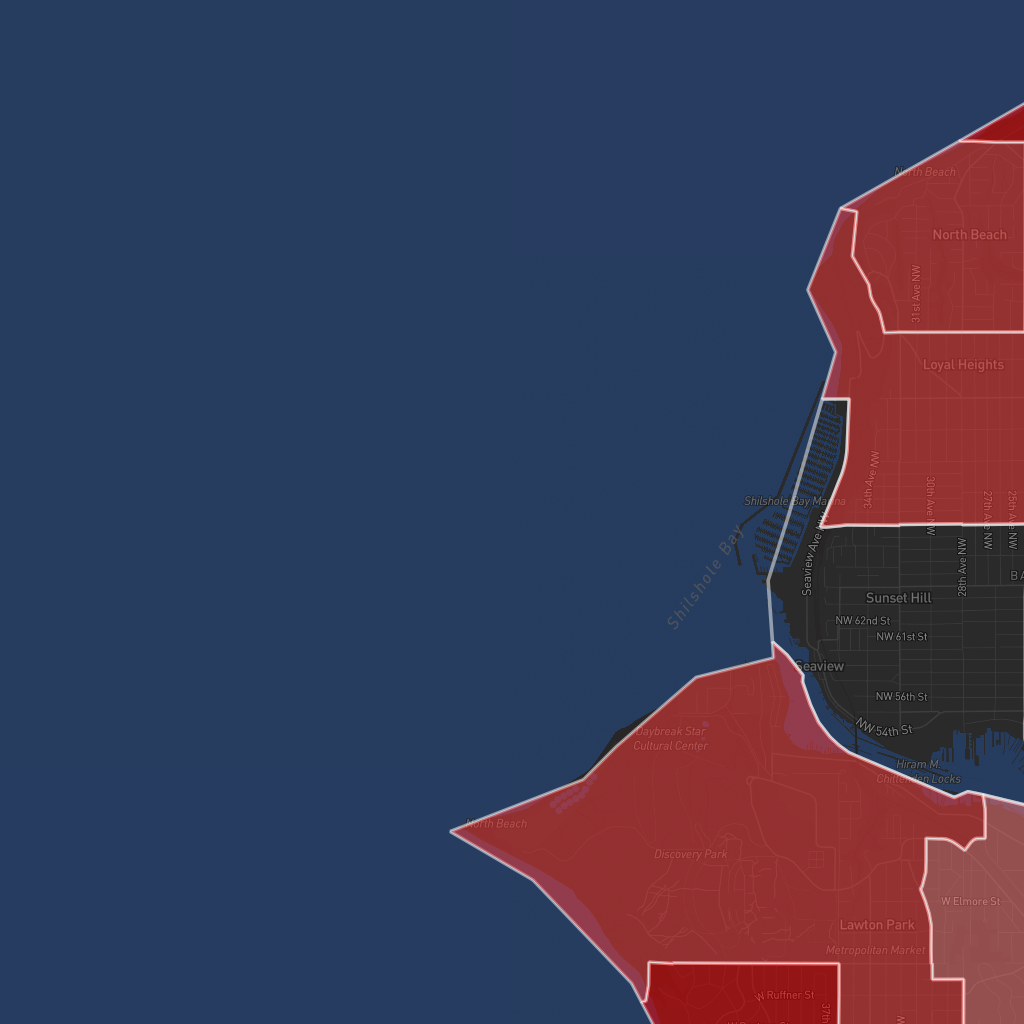 North Beach
North Beach
31st Ave NW
Loyal Heights
34th Ave NW
30th Ave NW
27th Ave NW
25th Ave NW
Shilshole Bay Marina
Seaview Ave NW
28th Ave NW
Shilshole Bay
BA
Sunset Hill
NW 62nd St
NW 61st St
Seaview
NW 56th St
NW 54th St
Daybreak Star
Cultural Center
Hiram M.
Chittenden Locks
North Beach
Discovery Park
W Elmore St
Lawton Park
Metropolitan Market
W Ruffner St
37th
W